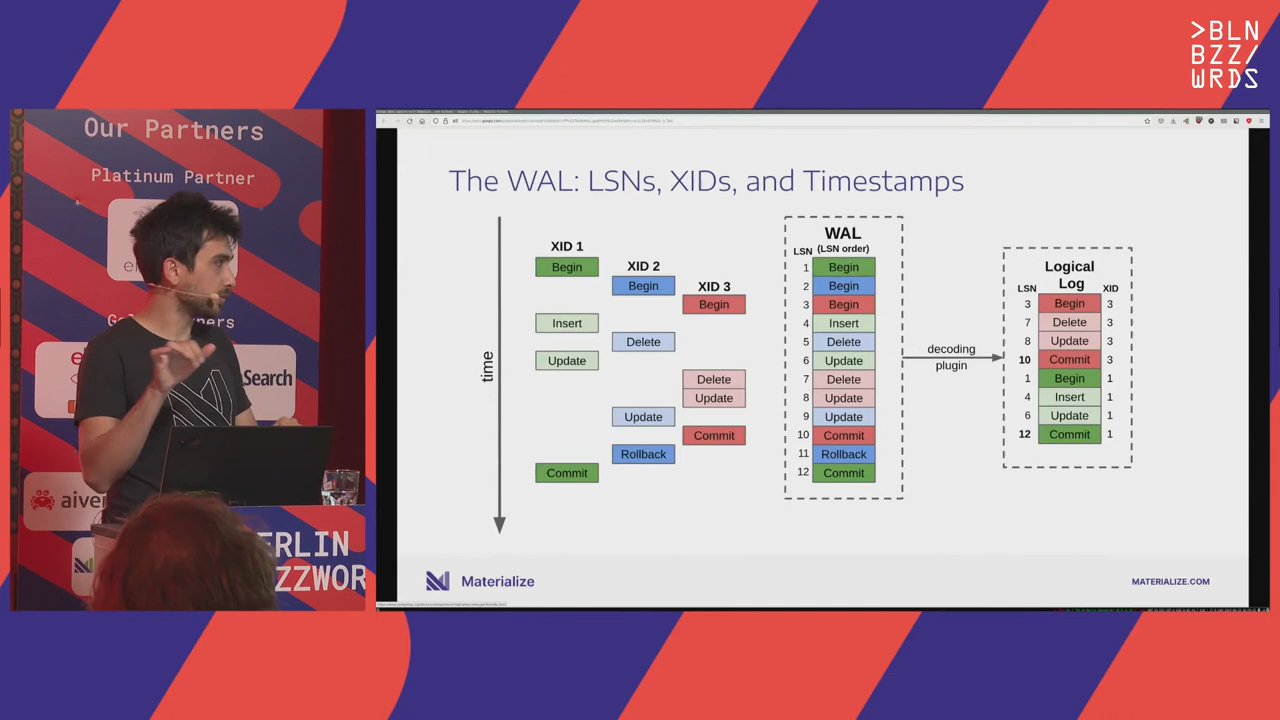 >BLN
BZZ/
WRDS
Our Partners
Platinum Partner
Search
aiven
ERLIN
ZZWOR
The WAL: LSNs, XIDs, and Timestamps
time
XID 1
Begin
Insert
Update
Commit
XID 2
Begin
Delete
Update
Rollback
XID 3
Begin
Delete
Update
Commit
WAL
(LSN order)
LSN
1 Begin
2 Begin
3 Begin
4 Insert
5 Delete
6 Update
7 Delete
8 Update
9 Update
10 Commit
11 Rollback
12 Commit
decoding
plugin
Logical
Log
LSN XID
3 Begin 3
7 Delete 3
8 Update 3
10 Commit 3
1 Begin 1
4 Insert 1
6 Update 1
12 Commit 1
Materialize
MATERIALIZE.COM